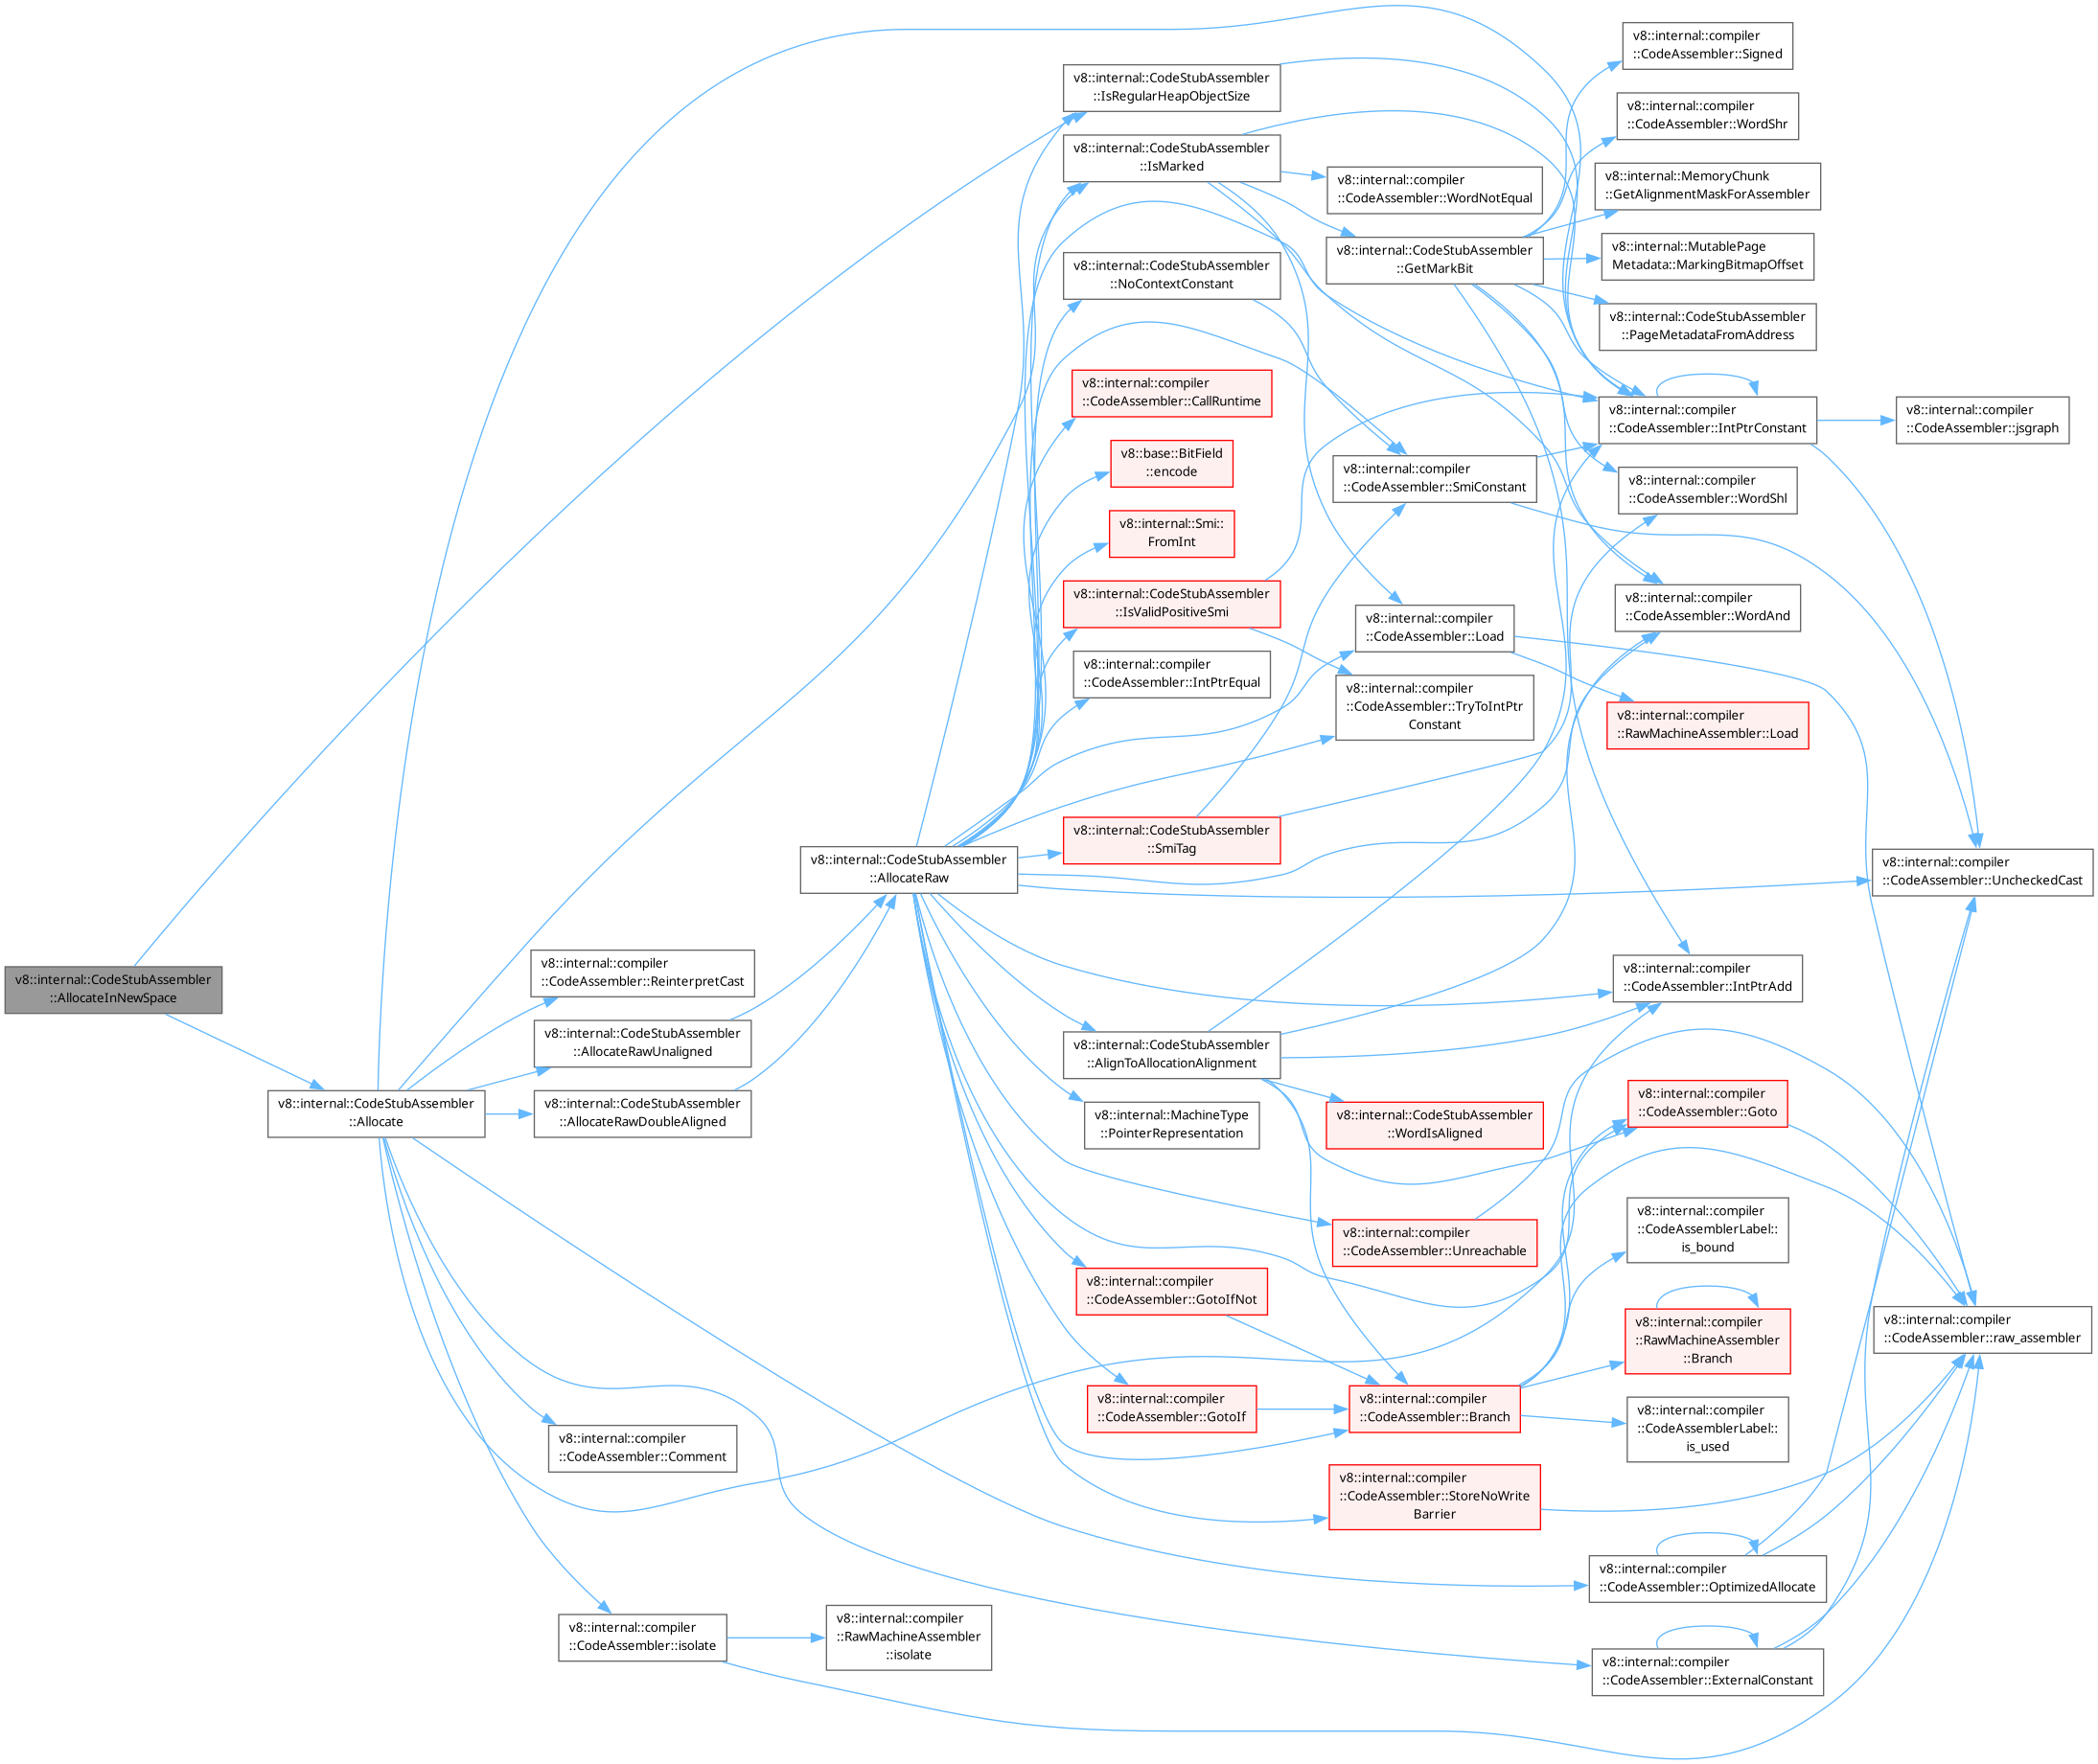 v8::internal::CodeStubAssembler
::AllocateInNewSpace
v8::internal::CodeStubAssembler
::Allocate
v8::internal::compiler
::CodeAssembler::ReinterpretCast
v8::internal::CodeStubAssembler
::AllocateRawUnaligned
v8::internal::CodeStubAssembler
::AllocateRawDoubleAligned
v8::internal::compiler
::CodeAssembler::Comment
v8::internal::compiler
::CodeAssembler::isolate
v8::internal::CodeStubAssembler
::AllocateRaw
v8::internal::compiler
::RawMachineAssembler
::isolate
v8::internal::CodeStubAssembler
::IsRegularHeapObjectSize
v8::internal::CodeStubAssembler
::IsMarked
v8::internal::CodeStubAssembler
::NoContextConstant
v8::internal::compiler
::CodeAssembler::CallRuntime
v8::base::BitField
::encode
v8::internal::Smi::
FromInt
v8::internal::CodeStubAssembler
::IsValidPositiveSmi
v8::internal::compiler
::CodeAssembler::IntPtrEqual
v8::internal::CodeStubAssembler
::SmiTag
v8::internal::CodeStubAssembler
::AlignToAllocationAlignment
v8::internal::MachineType
::PointerRepresentation
v8::internal::compiler
::CodeAssembler::GotoIfNot
v8::internal::compiler
::CodeAssembler::GotoIf
v8::internal::compiler
::CodeAssembler::WordNotEqual
v8::internal::CodeStubAssembler
::GetMarkBit
v8::internal::compiler
::CodeAssembler::SmiConstant
v8::internal::compiler
::CodeAssembler::Load
v8::internal::compiler
::CodeAssembler::TryToIntPtr
Constant
v8::internal::CodeStubAssembler
::WordIsAligned
v8::internal::compiler
::CodeAssembler::Unreachable
v8::internal::compiler
::CodeAssembler::Branch
v8::internal::compiler
::CodeAssembler::StoreNoWrite
Barrier
v8::internal::compiler
::CodeAssembler::Signed
v8::internal::compiler
::CodeAssembler::WordShr
v8::internal::MemoryChunk
::GetAlignmentMaskForAssembler
v8::internal::MutablePage
Metadata::MarkingBitmapOffset
v8::internal::CodeStubAssembler
::PageMetadataFromAddress
v8::internal::compiler
::CodeAssembler::IntPtrConstant
v8::internal::compiler
::CodeAssembler::WordShl
v8::internal::compiler
::CodeAssembler::WordAnd
v8::internal::compiler
::RawMachineAssembler::Load
v8::internal::compiler
::CodeAssembler::IntPtrAdd
v8::internal::compiler
::CodeAssembler::Goto
v8::internal::compiler
::CodeAssemblerLabel::
is_bound
v8::internal::compiler
::RawMachineAssembler
::Branch
v8::internal::compiler
::CodeAssemblerLabel::
is_used
v8::internal::compiler
::CodeAssembler::OptimizedAllocate
v8::internal::compiler
::CodeAssembler::ExternalConstant
v8::internal::compiler
::CodeAssembler::jsgraph
v8::internal::compiler
::CodeAssembler::UncheckedCast
v8::internal::compiler
::CodeAssembler::raw_assembler